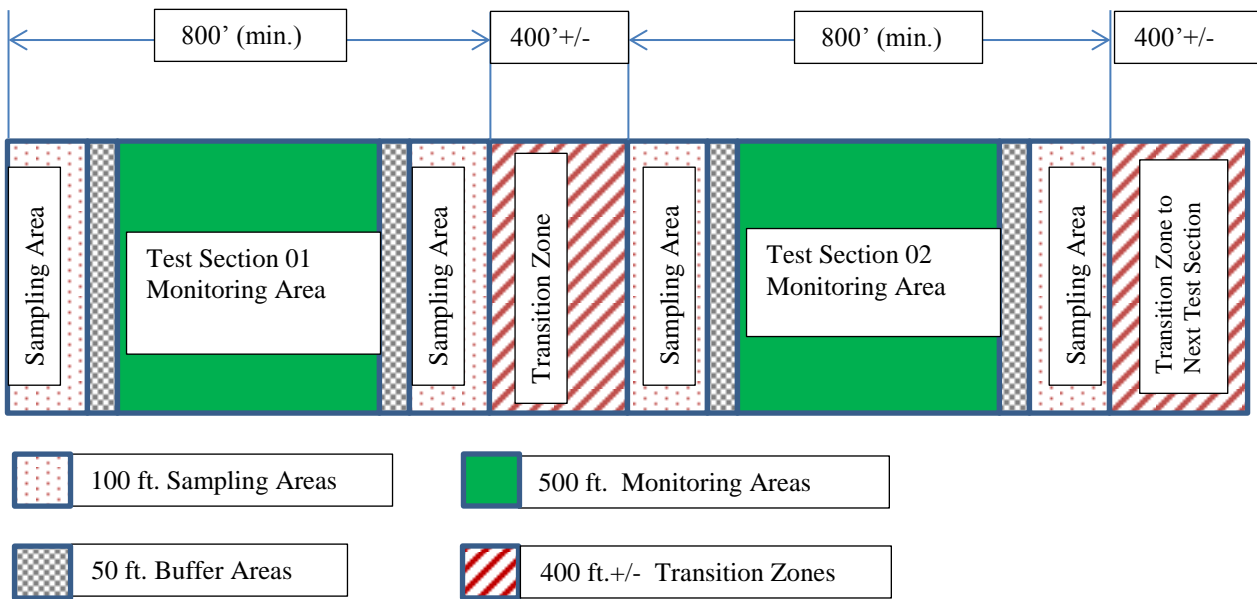 800’ (min.)
400’+/-
800’ (min.)
400’+/-
Sampling Area
Test Section 01
Monitoring Area
Sampling Area
Transition Zone
Sampling Area
Test Section 02
Monitoring Area
Sampling Area
Transition Zone to
Next Test Section
100 ft. Sampling Areas
500 ft.  Monitoring Areas
50 ft. Buffer Areas
400 ft.+/-  Transition Zones